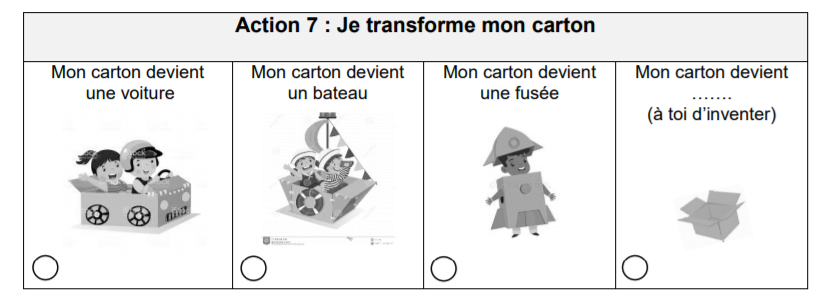 Action 7 : Je transforme mon carton
Mon carton devient
une voiture
Mon carton devient
un bateau
Mon carton devient
une fusée
Mon carton devient
…….
(à toi d’inventer)